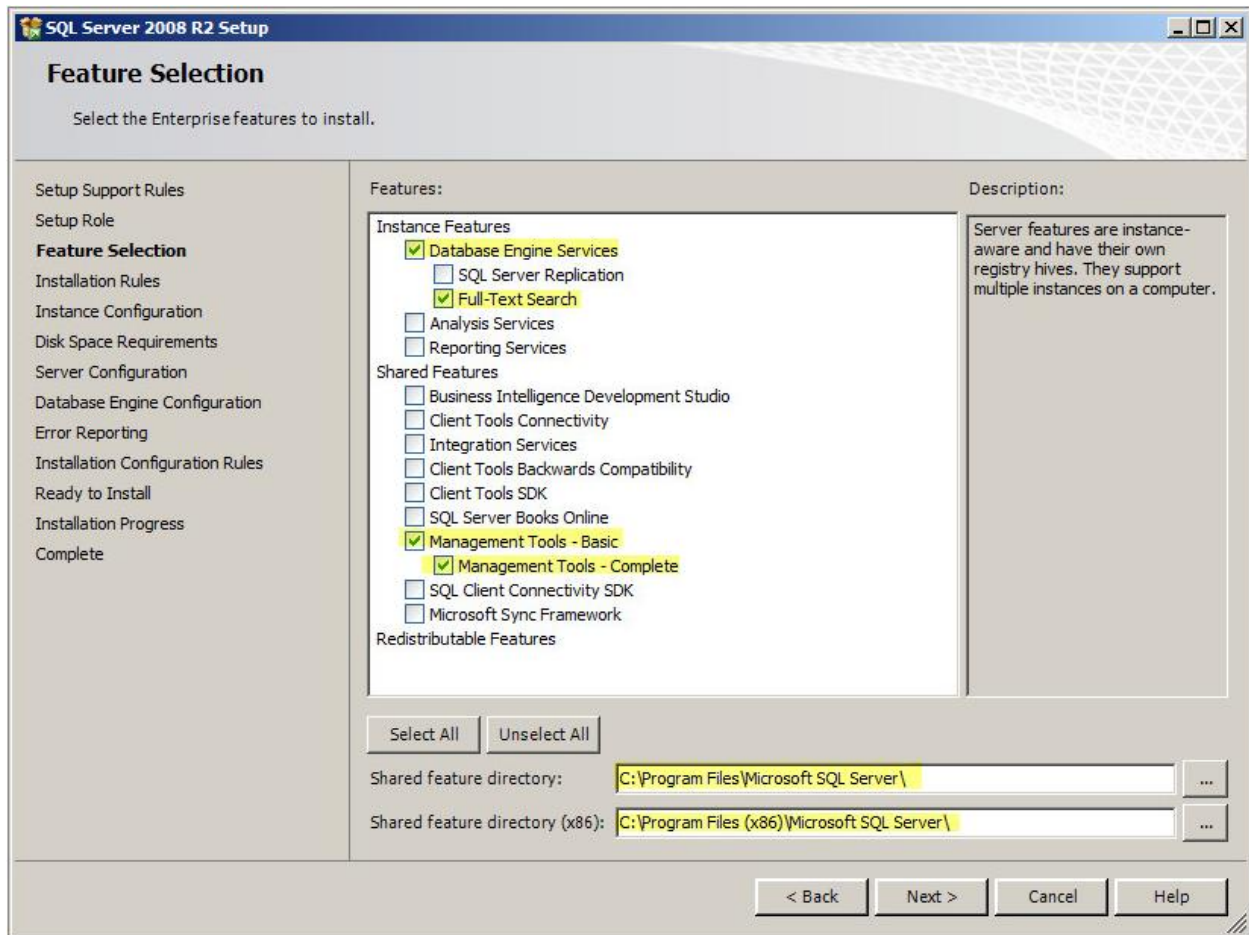 SQL Server 2008 R2 Setup
Feature Selection
Select the Enterprise features to install.
Setup Support Rules
Setup Role
Feature Selection
Installation Rules
Instance Configuration
Disk Space Requirements
Server Configuration
Database Engine Configuration
Error Reporting
Installation Configuration Rules
Ready to Install
Installation Progress
Complete
Features:
Instance Features
Database Engine Services
SQL Server Replication
Full-Text Search
Analysis Services
Reporting Services
Shared Features
Business Intelligence Development Studio
Client Tools Connectivity
Integration Services
Client Tools Backwards Compatibility
Client Tools SDK
SQL Server Books Online
Management Tools - Basic
Management Tools - Complete
SQL Client Connectivity SDK
Microsoft Sync Framework
Redistributable Features
Description:
Server features are instance-
aware and have their own
registry hives. They support
multiple instances on a computer.
Select All
Unselect All
Shared feature directory:
C:\Program Files\Microsoft SQL Server\
...
Shared feature directory (x86):
C:\Program Files (x86)\Microsoft SQL Server\
...
< Back
Next >
Cancel
Help